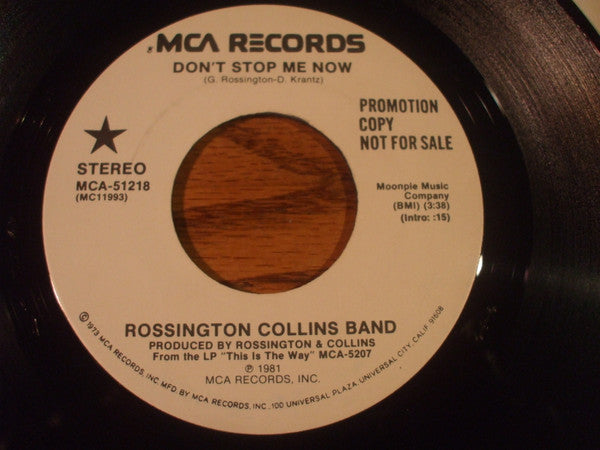 MCA RECORDS
DON'T STOP ME NOW
(G. Rossington-D. Krantz)
PROMOTION
COPY
NOT FOR SALE
STEREO
MCA-51218
(MC11993)
Moonpie Music
Company
(BMI) (3:38)
(Intro: :15)
ROSSINGTON COLLINS BAND
PRODUCED BY ROSSINGTON & COLLINS
From the LP "This Is The Way" MCA-5207
℗ 1981
MCA RECORDS, INC.
© 1973 MCA RECORDS, INC. MFD. BY MCA RECORDS, INC., 100 UNIVERSAL PLAZA, UNIVERSAL CITY, CALIF. 91608